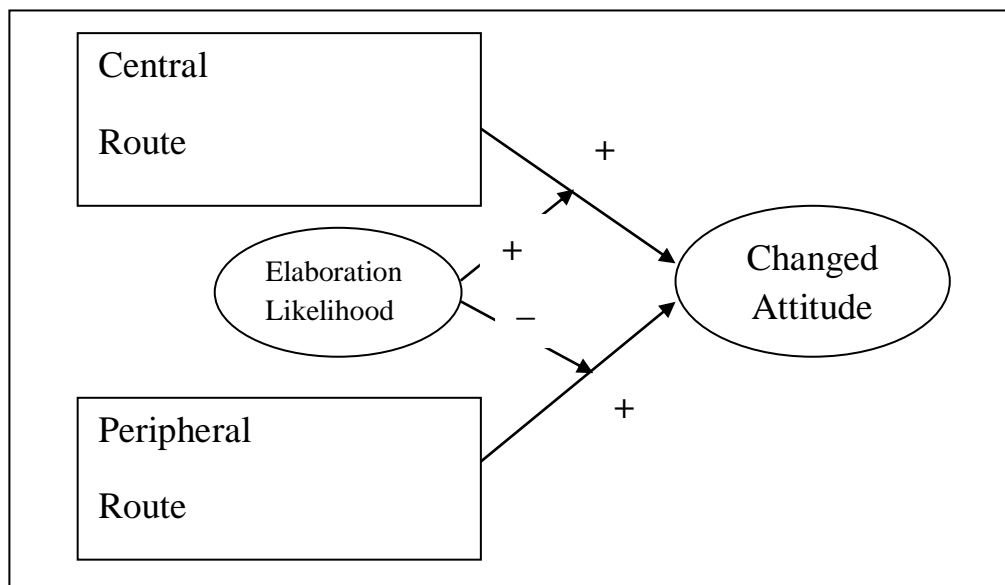 Central
Route
+
Elaboration
Likelihood
+
–
Changed
Attitude
+
Peripheral
Route